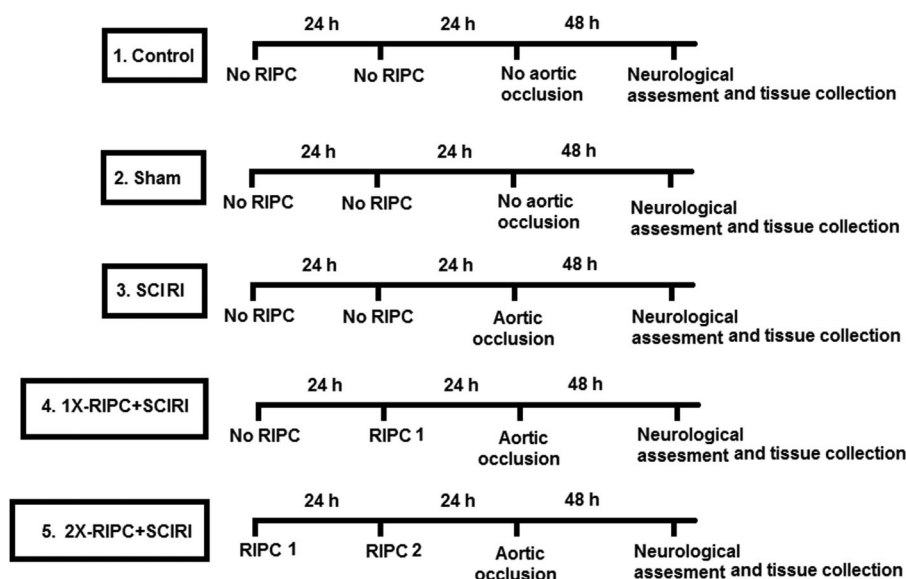 24 h 24 h 48 h
1. Control
No RIPC No RIPC No aortic occlusion Neurological
assesment and tissue collection
24 h 24 h 48 h
2. Sham
No RIPC No RIPC No aortic occlusion Neurological
assesment and tissue collection
24 h 24 h 48 h
3. SCIRI
No RIPC No RIPC Aortic occlusion Neurological
assesment and tissue collection
24 h 24 h 48 h
4. 1X-RIPC+SCIRI
No RIPC RIPC 1 Aortic occlusion Neurological
assesment and tissue collection
24 h 24 h 48 h
5. 2X-RIPC+SCIRI
RIPC 1 RIPC 2 Aortic occlusion Neurological
assesment and tissue collection